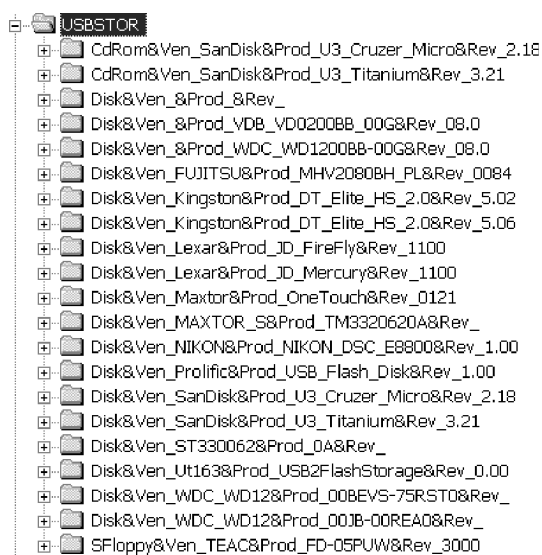 USBSTOR
CdRom&Ven_SanDisk&Prod_U3_Cruzer_Micro&Rev_2.18
CdRom&Ven_SanDisk&Prod_U3_Titanium&Rev_3.21
Disk&Ven_&Prod_&Rev_
Disk&Ven_&Prod_VDB_VD0200BB_00G&Rev_08.0
Disk&Ven_&Prod_WDC_WD1200BB-00G&Rev_08.0
Disk&Ven_FUJITSU&Prod_MHV2080BH_PL&Rev_0084
Disk&Ven_Kingston&Prod_DT_Elite_HS_2.0&Rev_5.02
Disk&Ven_Kingston&Prod_DT_Elite_HS_2.0&Rev_5.06
Disk&Ven_Lexar&Prod_JD_FireFly&Rev_1100
Disk&Ven_Lexar&Prod_JD_Mercury&Rev_1100
Disk&Ven_Maxtor&Prod_OneTouch&Rev_0121
Disk&Ven_MAXTOR_S&Prod_TM3320620A&Rev_
Disk&Ven_NIKON&Prod_NIKON_DSC_E8800&Rev_1.00
Disk&Ven_Prolific&Prod_USB_Flash_Disk&Rev_1.00
Disk&Ven_SanDisk&Prod_U3_Cruzer_Micro&Rev_2.18
Disk&Ven_SanDisk&Prod_U3_Titanium&Rev_3.21
Disk&Ven_ST330062&Prod_0A&Rev_
Disk&Ven_Ut163&Prod_USB2FlashStorage&Rev_0.00
Disk&Ven_WDC_WD12&Prod_00BEVS-75RST0&Rev_
Disk&Ven_WDC_WD12&Prod_00JB-00REA0&Rev_
SFloppy&Ven_TEAC&Prod_FD-05PUW&Rev_3000